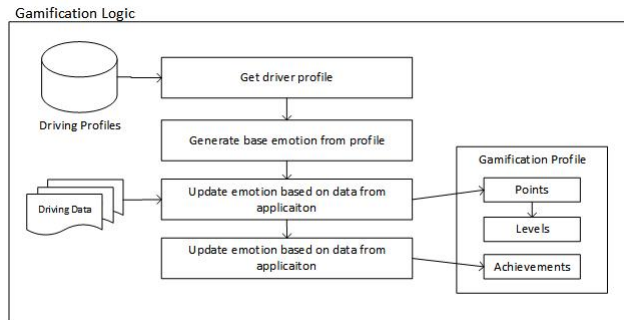 Gamification Logic
Get driver profile
Driving Profiles
Generate base emotion from profile
Gamification Profile
Driving Data
Update emotion based on data from
applicaiton
Points
Levels
Update emotion based on data from
applicaiton
Achievements